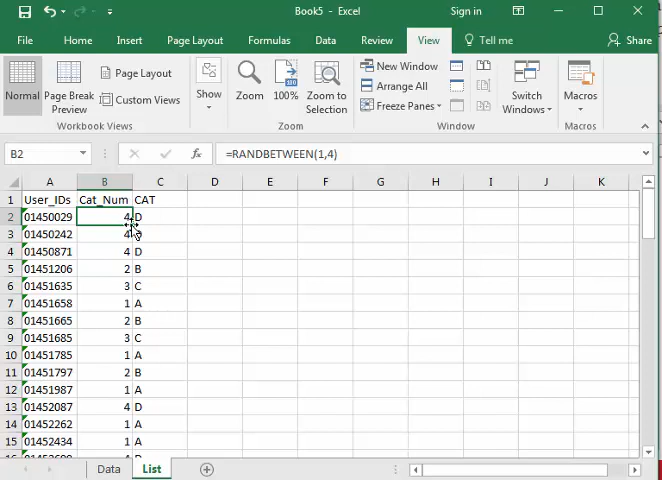 Book5 - Excel
Sign in
File Home Insert Page Layout Formulas Data Review View Tell me Share
Normal
Page Break Preview
Page Layout
Custom Views
Workbook Views
Show
Zoom
100%
Zoom to Selection
Zoom
New Window
Arrange All
Freeze Panes
Switch Windows
Window
Macros
Macros
B2 fx =RANDBETWEEN(1,4)
A B C D E F G H I J K
1 User_IDs Cat_Num CAT
2 01450029 4 D
3 01450242 4
4 01450871 4 D
5 01451206 2 B
6 01451635 3 C
7 01451658 1 A
8 01451665 2 B
9 01451685 3 C
10 01451785 1 A
11 01451797 2 B
12 01451987 1 A
13 01452087 4 D
14 01452262 1 A
15 01452434 1 A
16
Data List